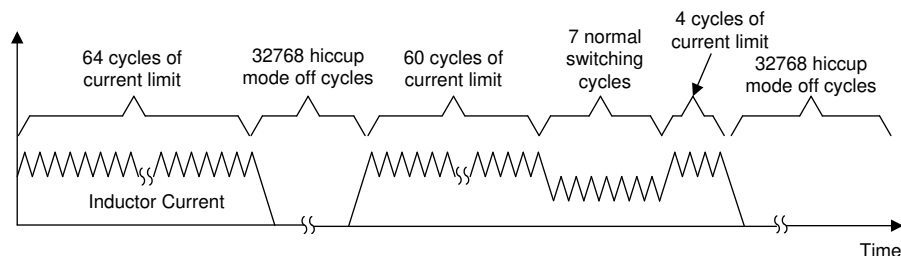 64 cycles of
current limit
32768 hiccup
mode off cycles
60 cycles of
current limit
7 normal
switching
cycles
4 cycles of
current limit
32768 hiccup
mode off cycles
Inductor Current
Time